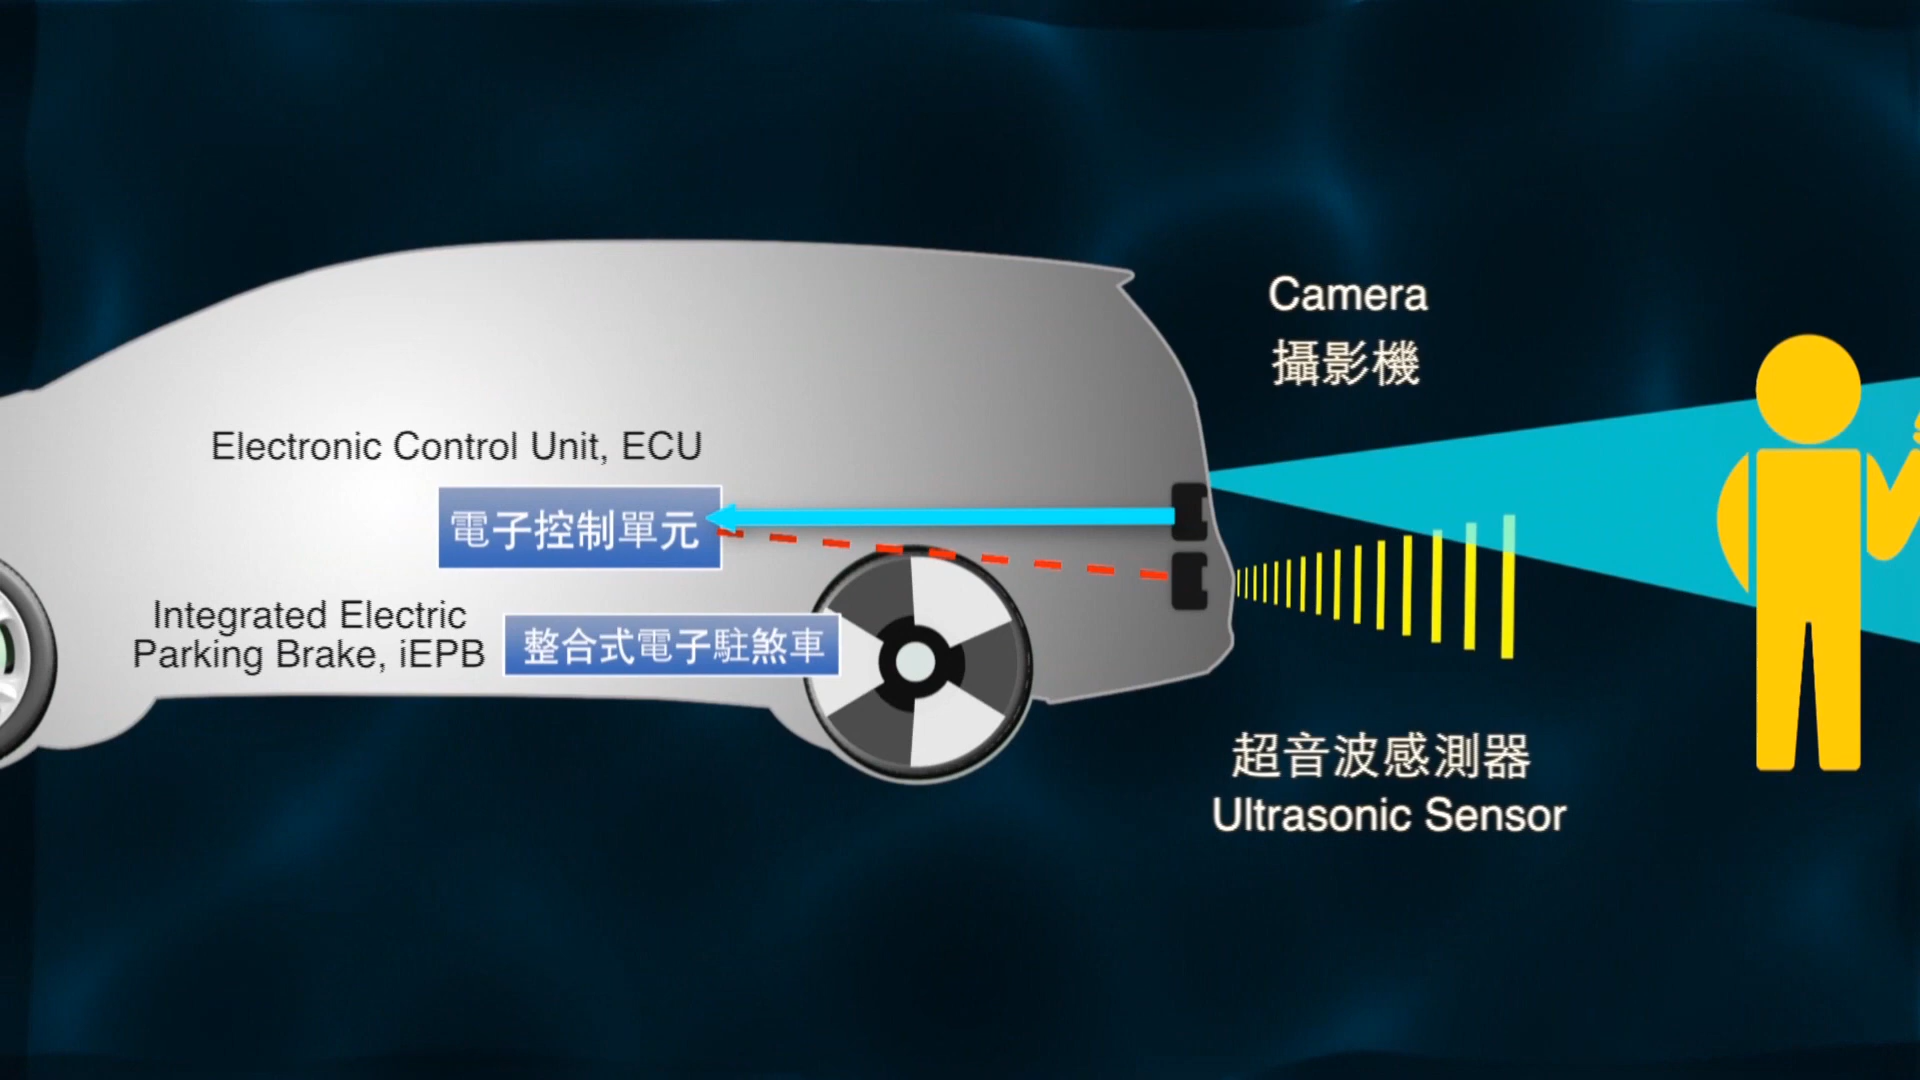 Camera
攝影機
Electronic Control Unit, ECU
電子控制單元
Integrated Electric
Parking Brake, iEPB
整合式電子駐煞車
超音波感測器
Ultrasonic Sensor